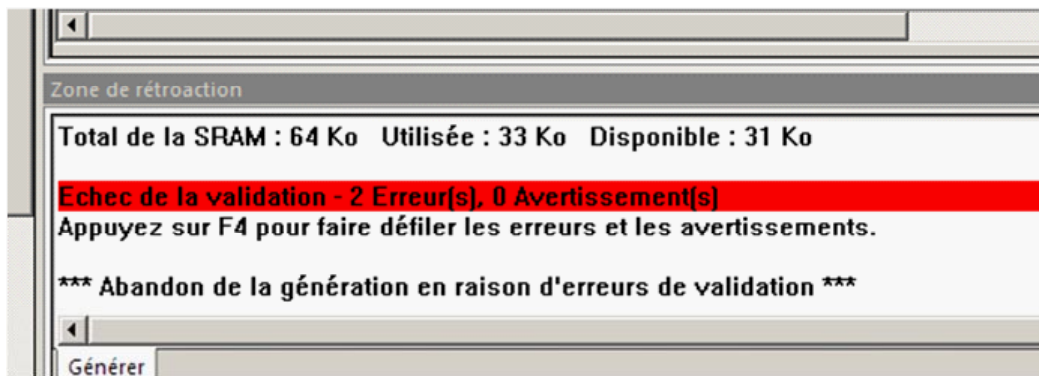 Zone de rétroaction
Total de la SRAM : 64 Ko   Utilisée : 33 Ko   Disponible : 31 Ko
Echec de la validation - 2 Erreur(s), 0 Avertissement(s)
Appuyez sur F4 pour faire défiler les erreurs et les avertissements.
*** Abandon de la génération en raison d'erreurs de validation ***
Générer